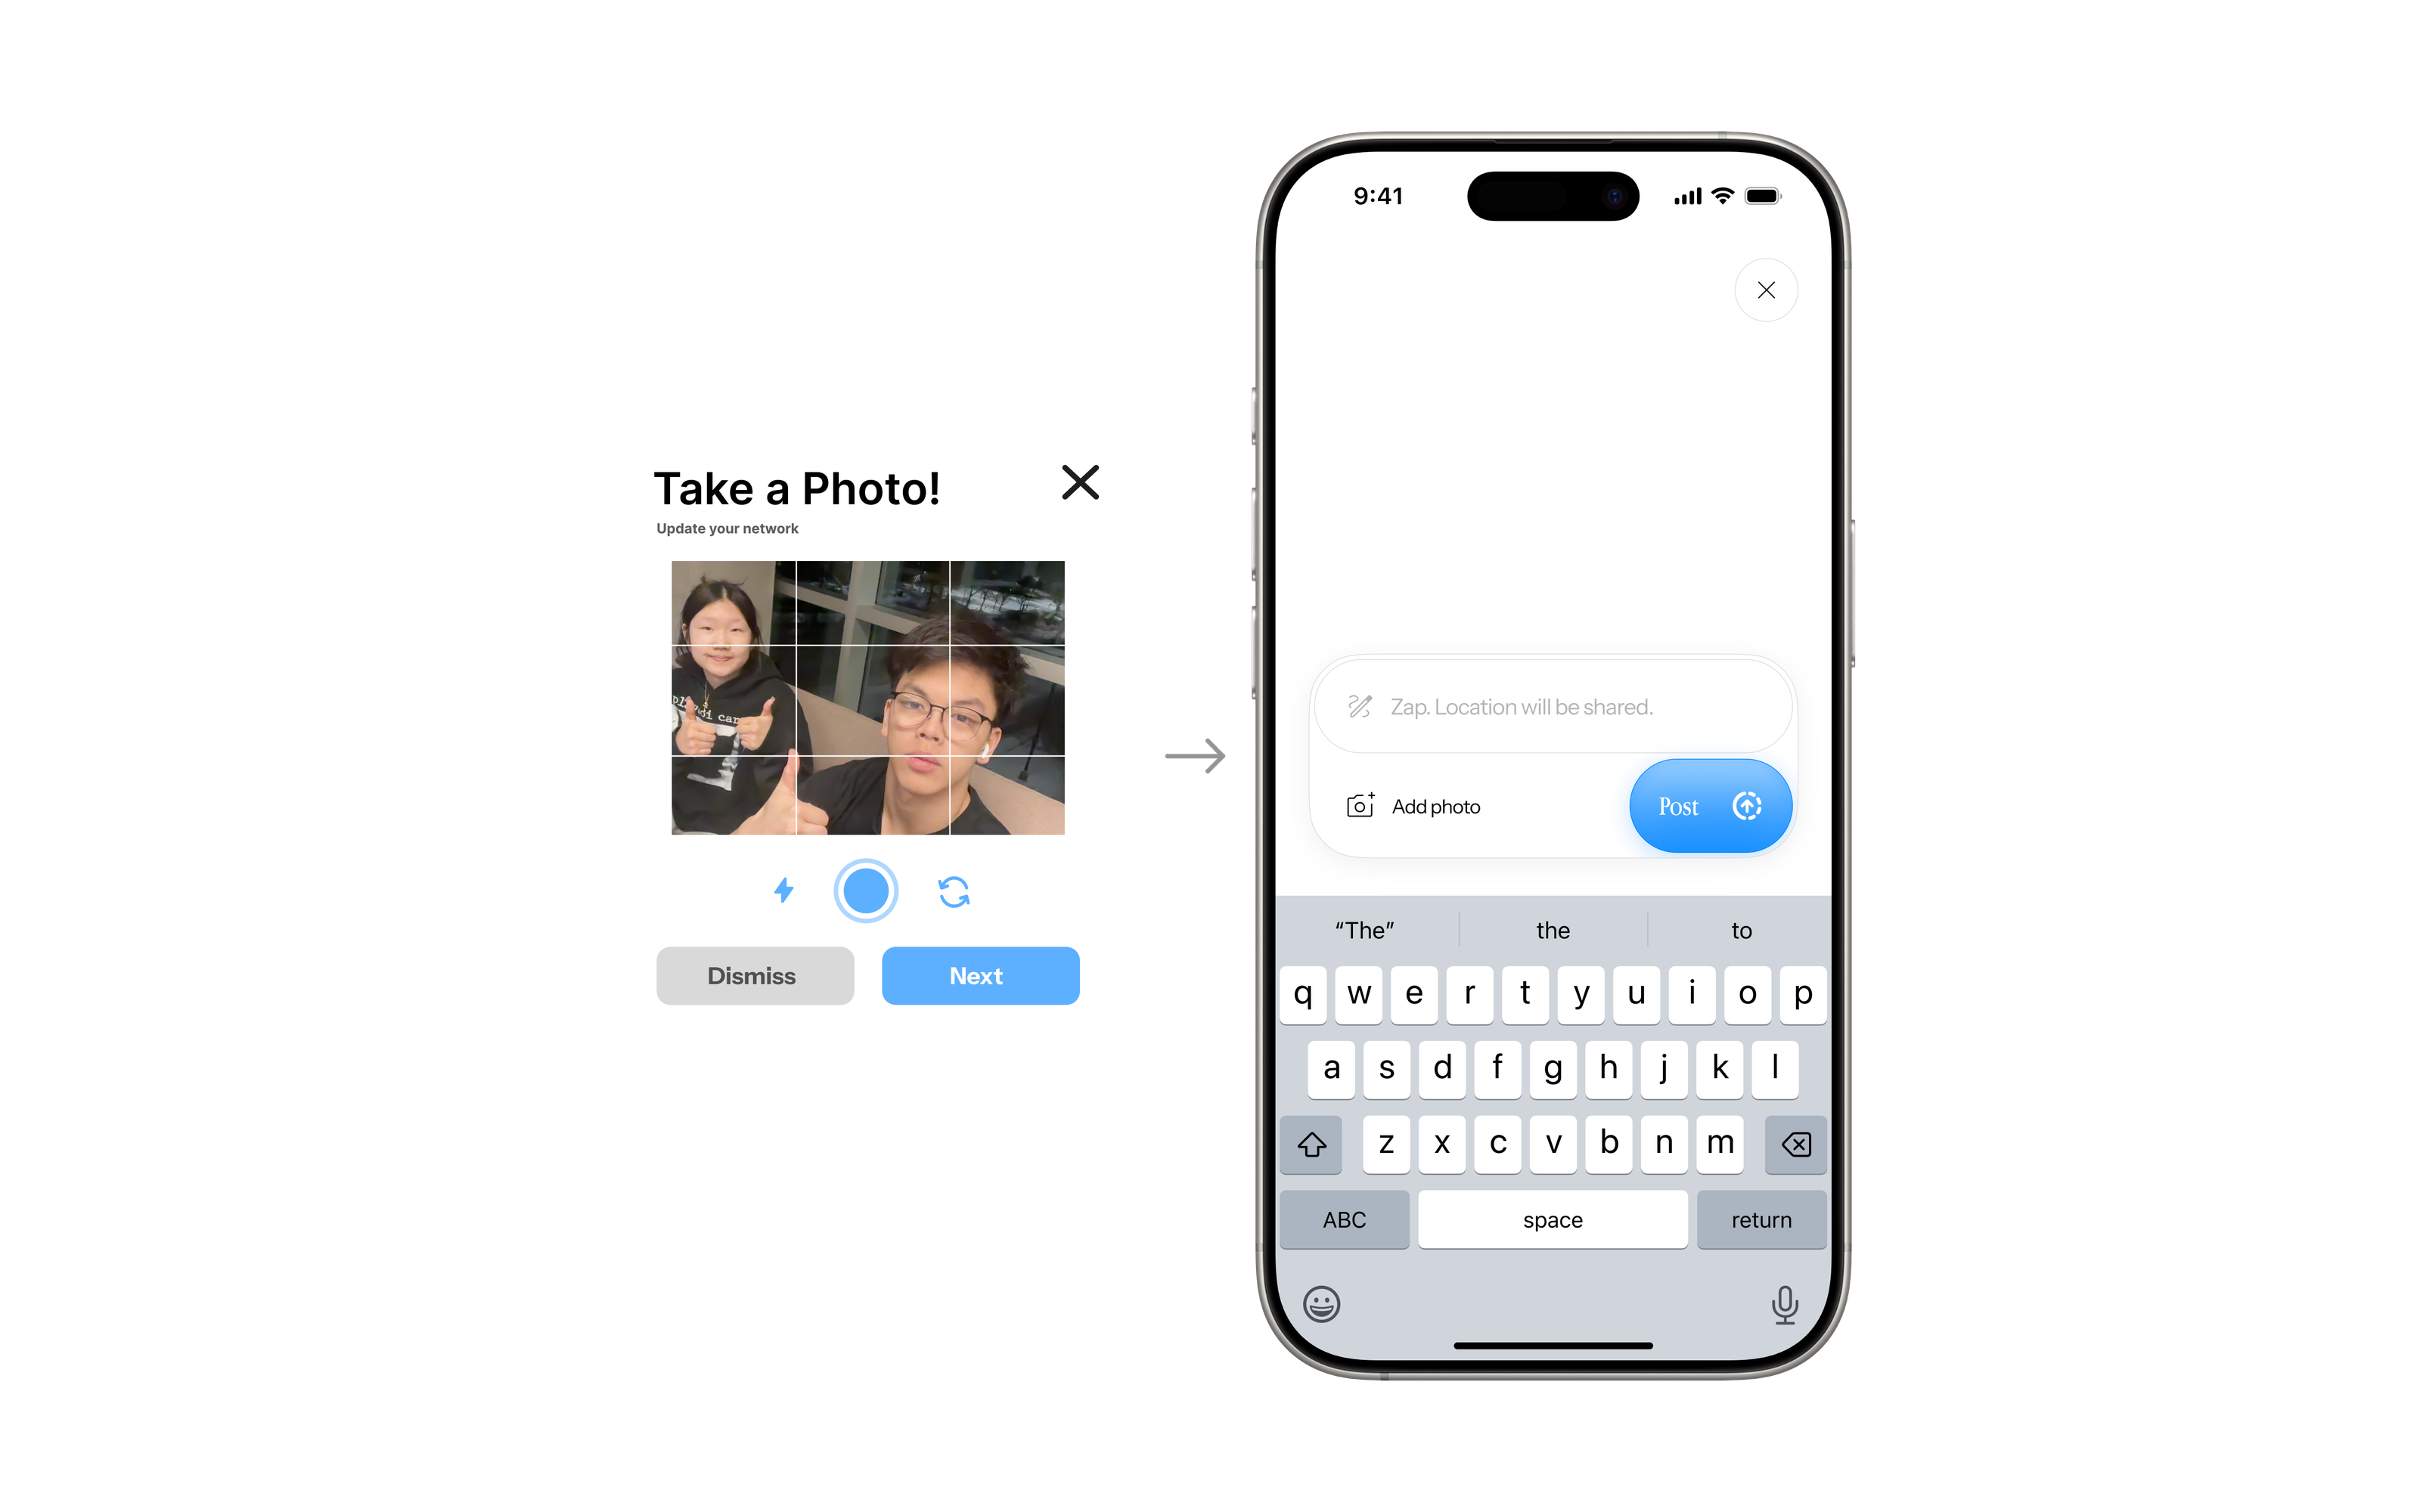 Take a Photo!
Update your network
Dismiss
Next
9:41
Zap. Location will be shared.
Add photo
Post
“The”
the
to
q w e r t y u i o p
a s d f g h j k l
z x c v b n m
ABC
space
return